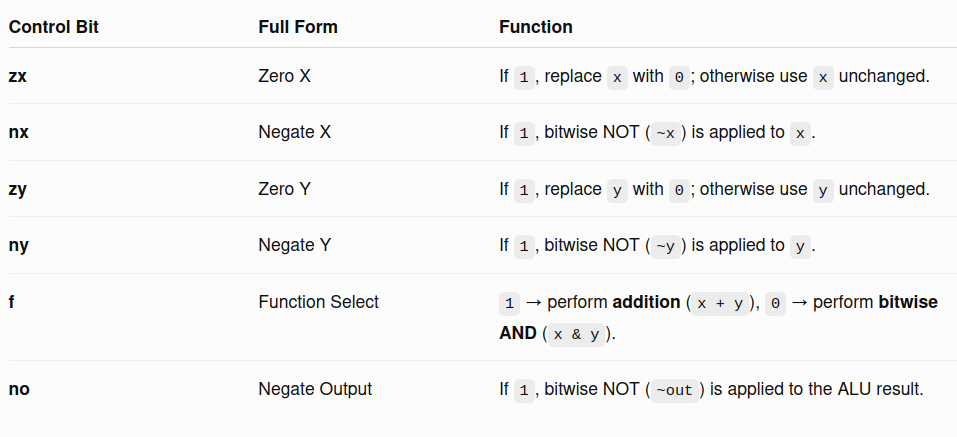 Control Bit Full Form Function
zx Zero X If 1, replace x with 0; otherwise use x unchanged.
nx Negate X If 1, bitwise NOT (~x) is applied to x.
zy Zero Y If 1, replace y with 0; otherwise use y unchanged.
ny Negate Y If 1, bitwise NOT (~y) is applied to y.
f Function Select 1 → perform addition (x + y), 0 → perform bitwise
AND (x & y).
no Negate Output If 1, bitwise NOT (~out) is applied to the ALU result.